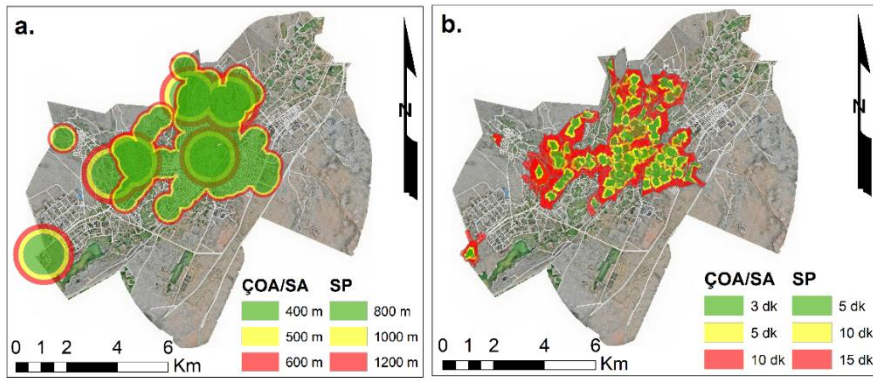 a.
N
ÇOA/SA SP
400 m 800 m
500 m 1000 m
600 m 1200 m
0 1 2 4 6
Km
b.
N
ÇOA/SA SP
3 dk 5 dk
5 dk 10 dk
10 dk 15 dk
0 1 2 4 6
Km